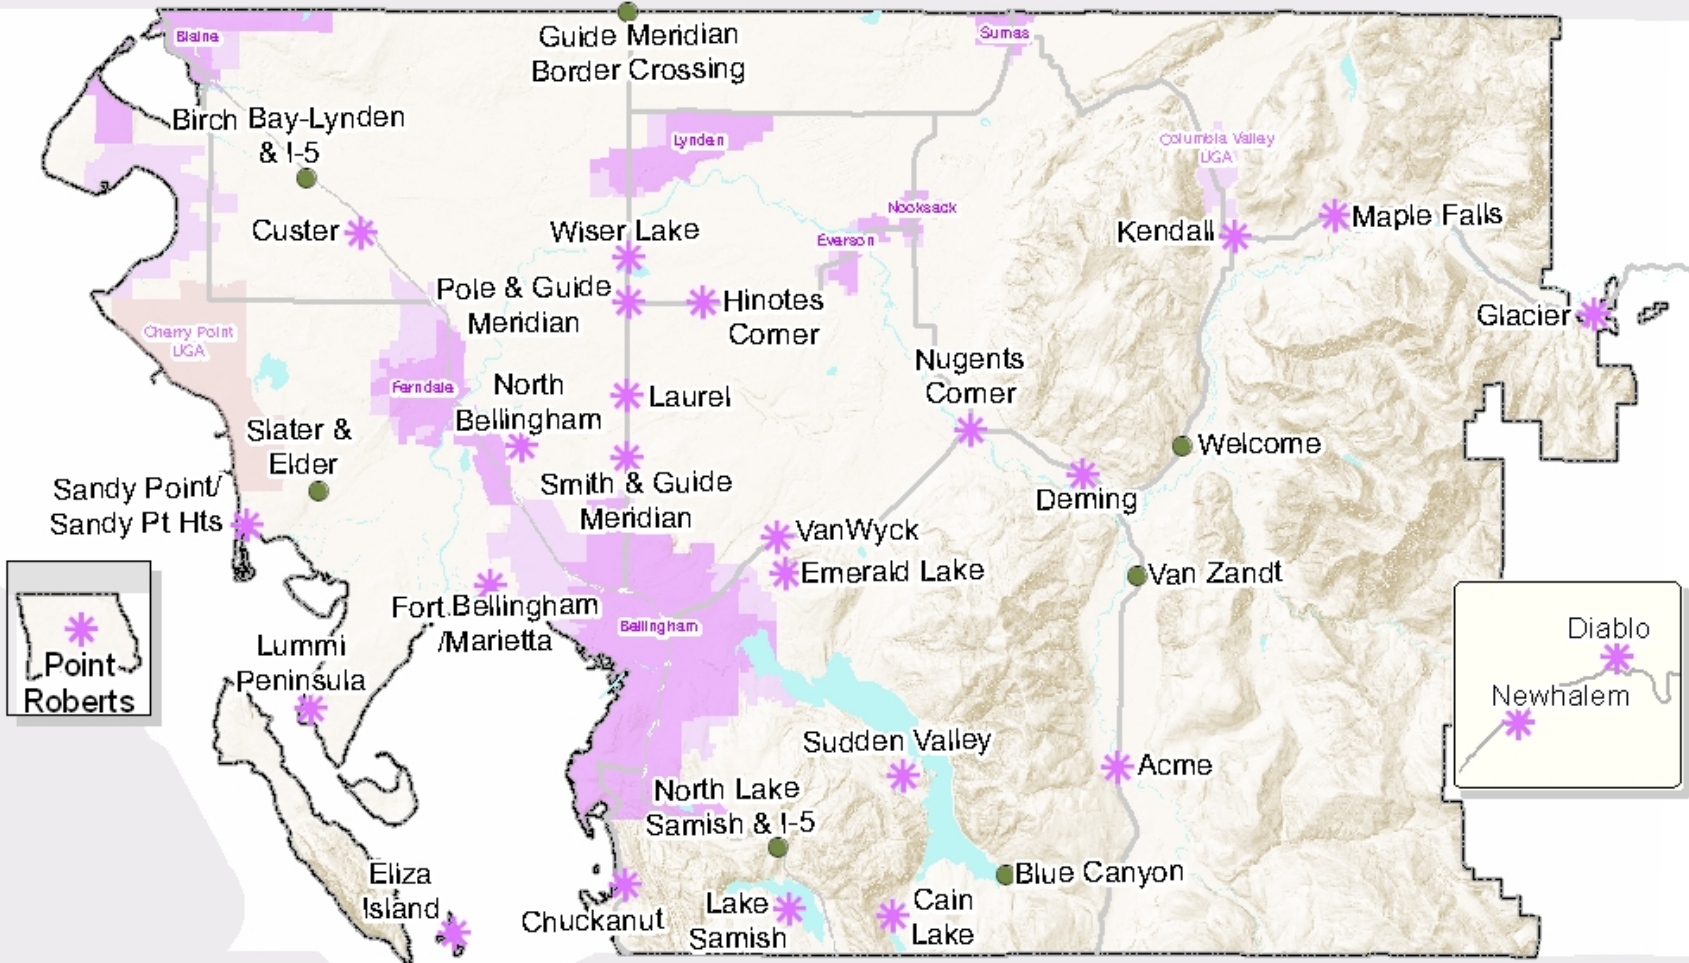 Blaine
Guide Meridian
Border Crossing
Sumas
Birch Bay-Lynden
& I-5
Lynden
Columbia Valley
UGA
Custer
Wiser Lake
Nooksack
Everson
Kendall
Maple Falls
Pole & Guide
Meridian
Hinotes
Corner
Glacier
Cherry Point
UGA
Ferndale
North
Bellingham
Laurel
Nugents
Corner
Slater &
Elder
Welcome
Sandy Point/
Sandy Pt Hts
Smith & Guide
Meridian
Deming
VanWyck
Emerald Lake
Van Zandt
Fort.Bellingham
/Marietta
Bellingham
Point
Roberts
Lummi
Peninsula
Diablo
Newhalem
Sudden Valley
Acme
North Lake
Samish & I-5
Eliza
Island
Blue Canyon
Chuckanut
Lake
Samish
Cain
Lake